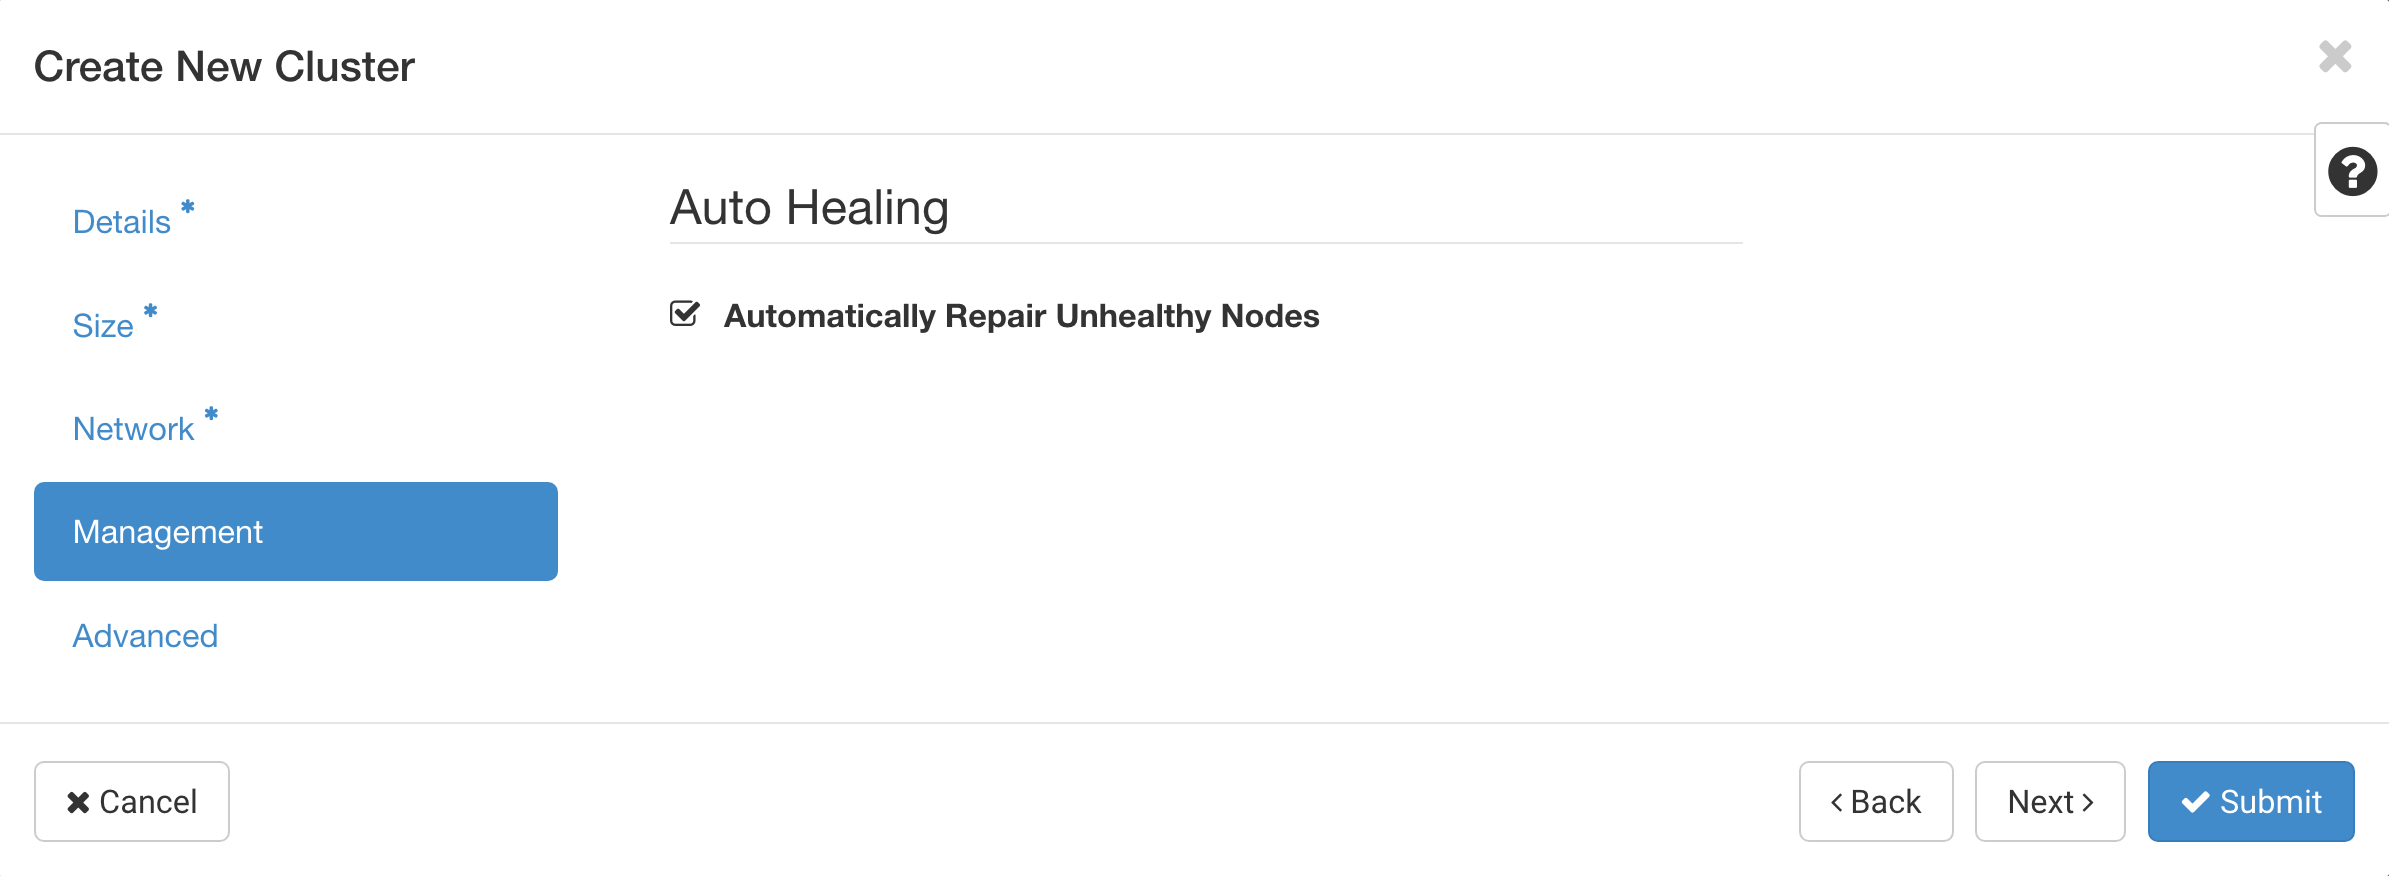 Create New Cluster
Details *
Size *
Network *
Management
Advanced
Auto Healing
Automatically Repair Unhealthy Nodes
Cancel
Back
Next
Submit